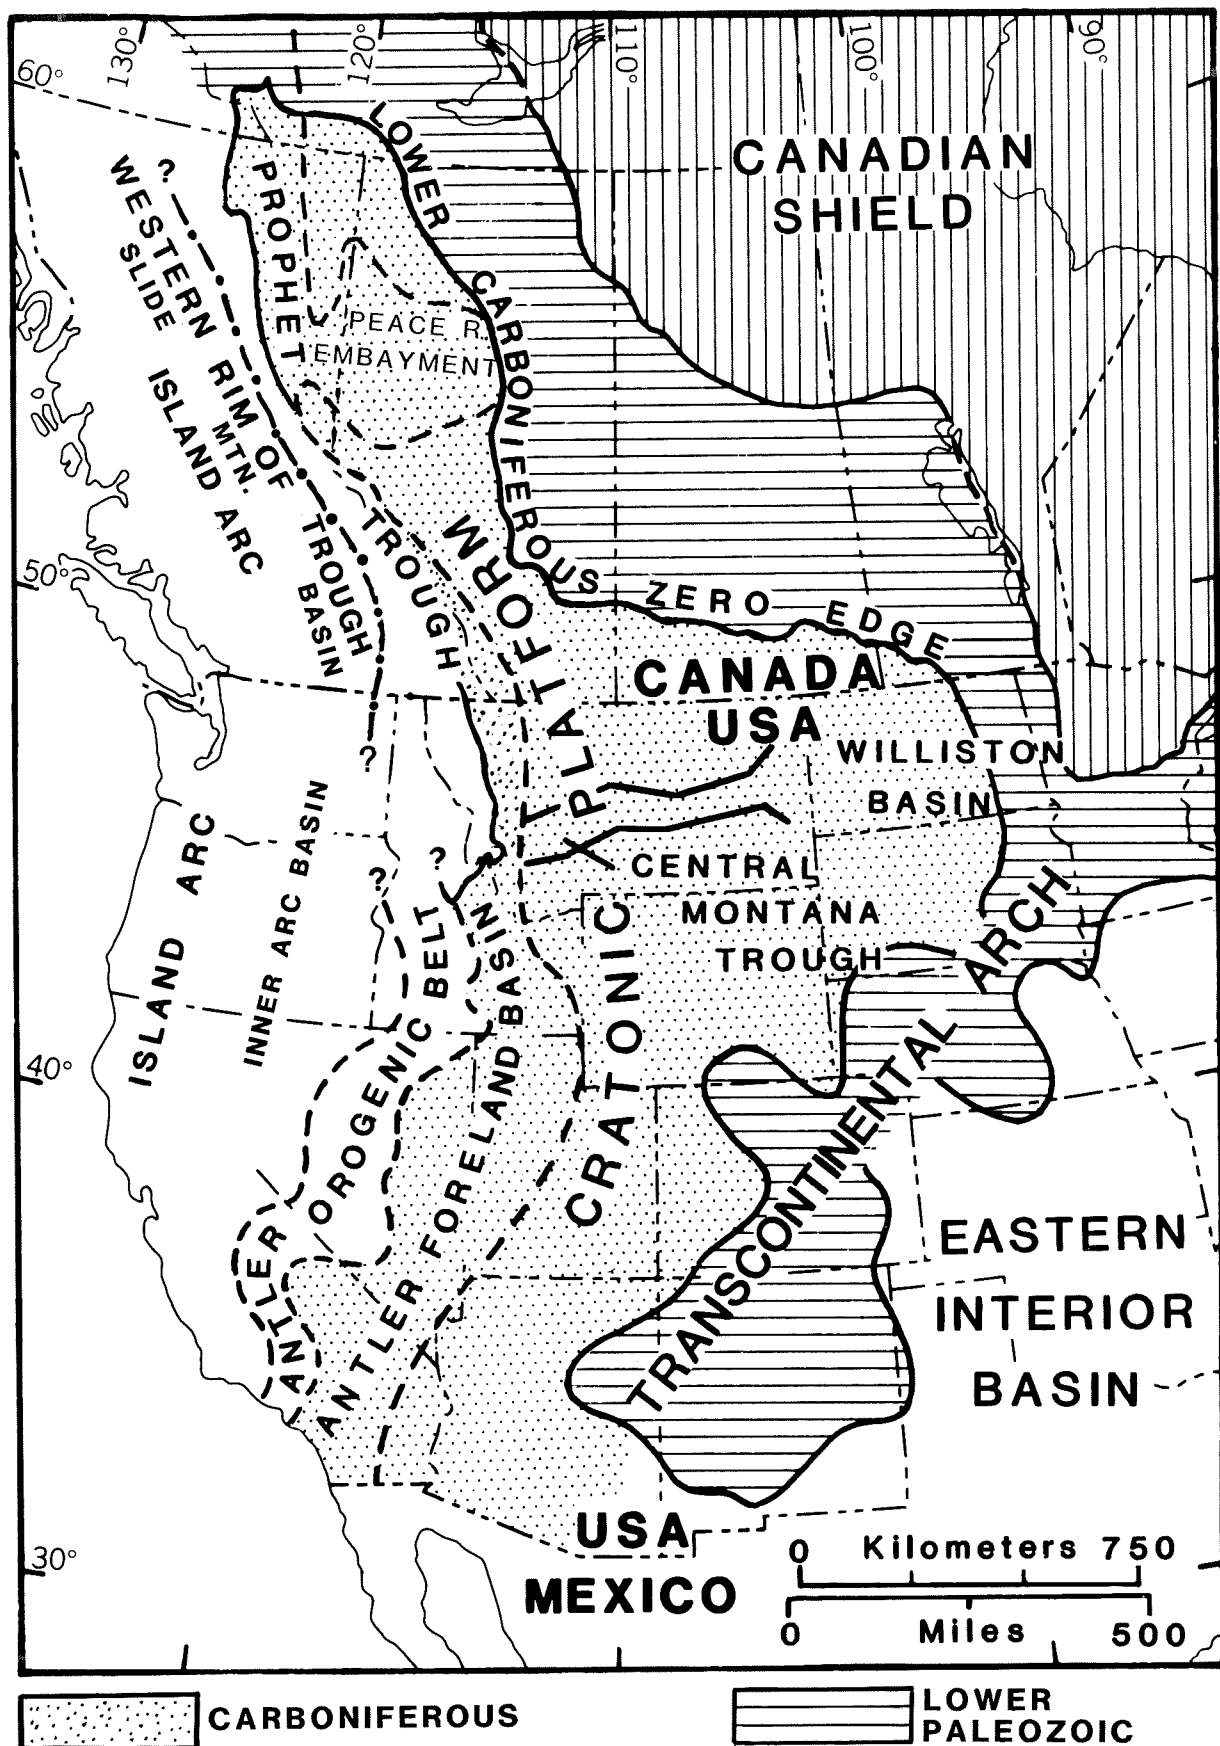 130°
120°
110°
100°
90°
60°
50°
40°
30°
CANADIAN
SHIELD
LOWER CARBONIFEROUS ZERO EDGE
PROPHET TROUGH
PEACE R.
EMBAYMENT
?
WESTERN RIM OF TROUGH
SLIDE MTN. BASIN
ISLAND ARC
?
CANADA
USA
WILLISTON
BASIN
CRATONIC PLATFORM
CENTRAL
MONTANA
TROUGH
ISLAND ARC
INNER ARC BASIN
?
?
ANTLER OROGENIC BELT
ANTLER FORELAND BASIN
TRANSCONTINENTAL ARCH
EASTERN
INTERIOR
BASIN
USA
MEXICO
0 Kilometers 750
0 Miles 500
CARBONIFEROUS
LOWER
PALEOZOIC